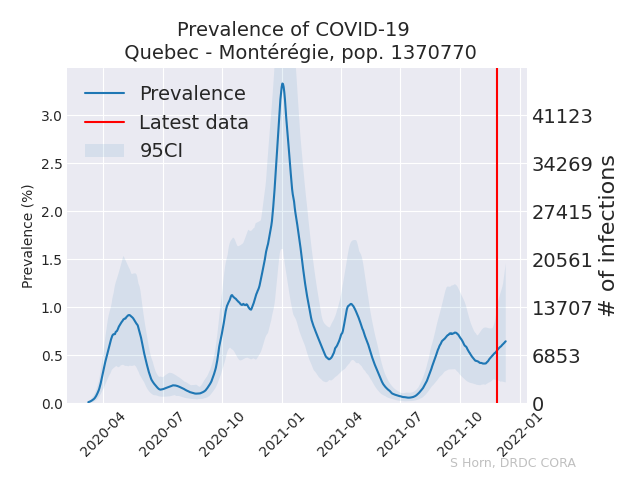 Prevalence of COVID-19
Quebec - Montérégie, pop. 1370770
Prevalence
Latest data
95CI
Prevalence (%)
3.0
2.5
2.0
1.5
1.0
0.5
0.0
41123
34269
27415
20561
13707
6853
0
# of infections
2020-04
2020-07
2020-10
2021-01
2021-04
2021-07
2021-10
2022-01
S Horn, DRDC CORA